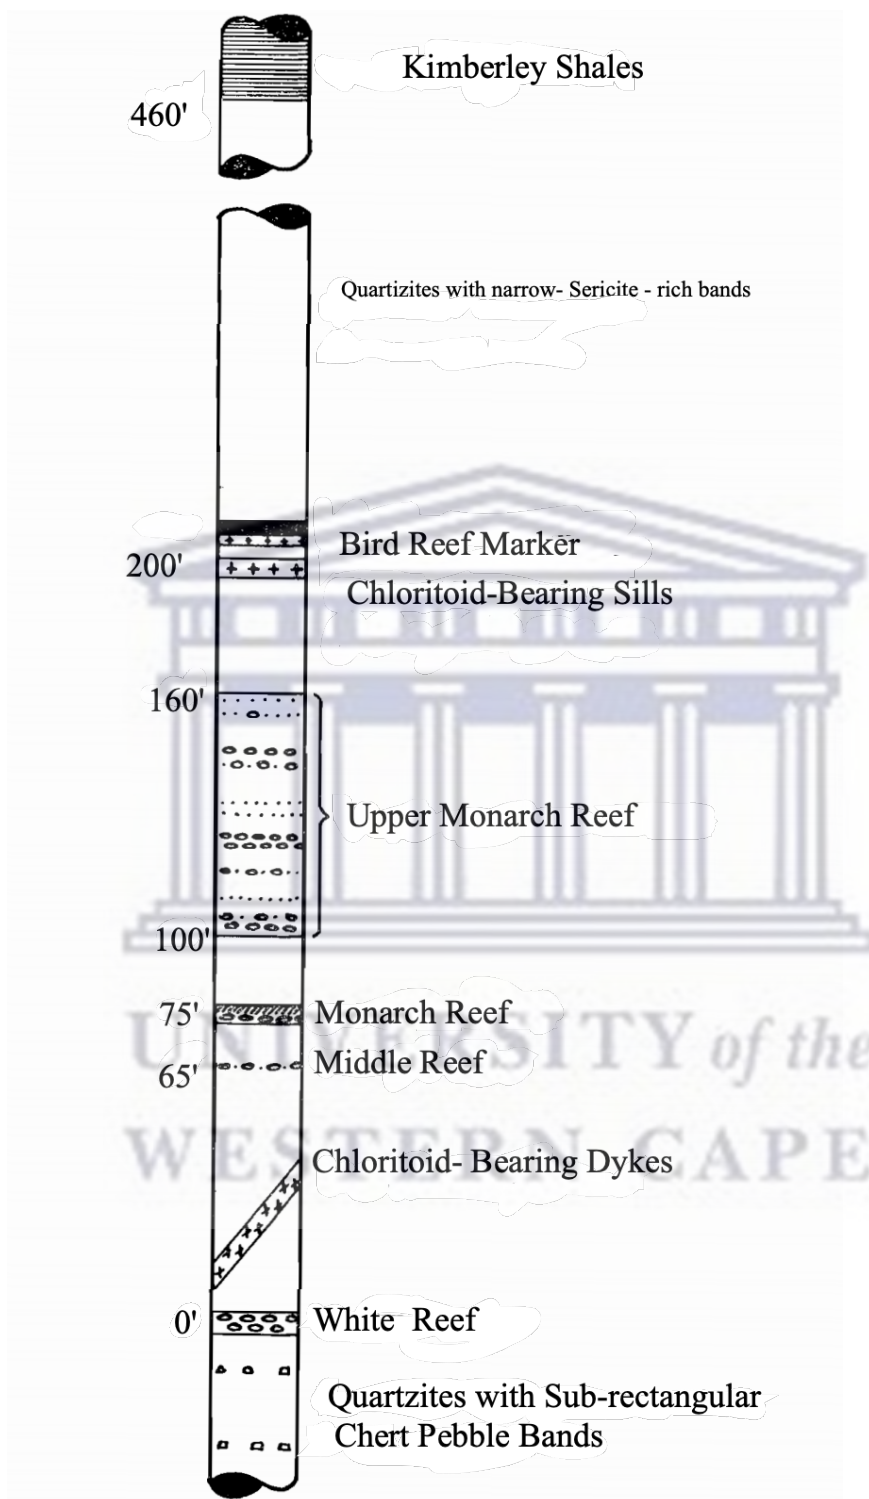 Kimberley Shales
460'
Quartizites with narrow- Sericite - rich bands
Bird Reef Marker
200'
Chloritoid-Bearing Sills
160'
Upper Monarch Reef
100'
75'
Monarch Reef
UNIVERSITY of the
65'
Middle Reef
WESTERN CAPE
Chloritoid- Bearing Dykes
0'
White Reef
Quartzites with Sub-rectangular
Chert Pebble Bands